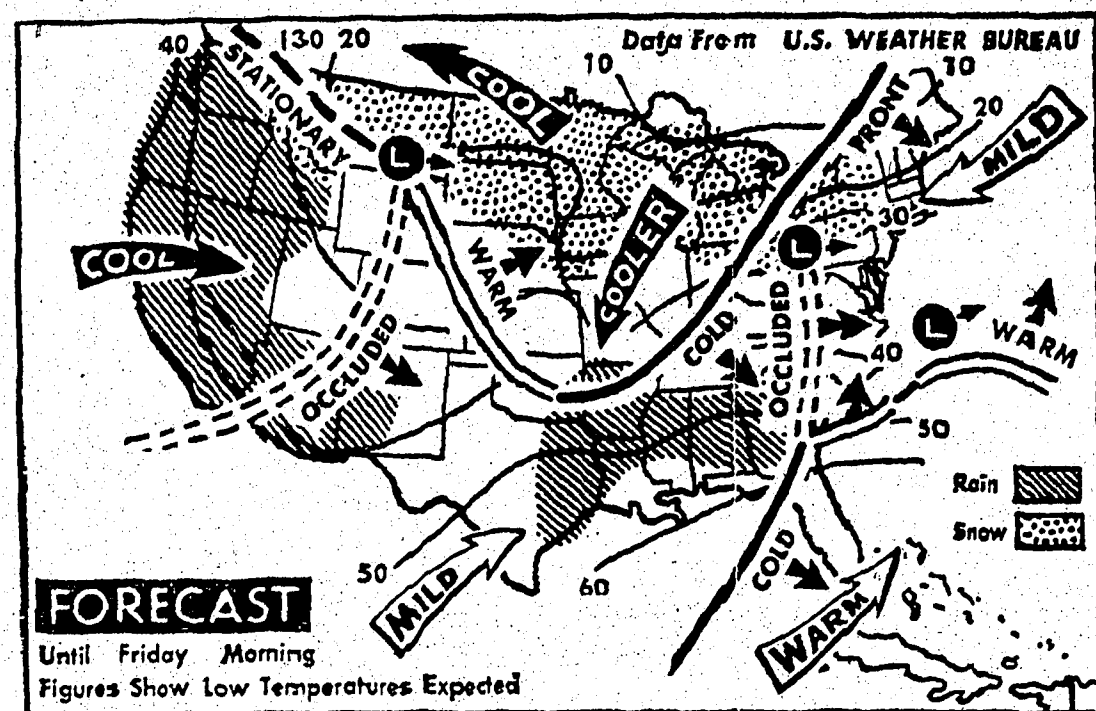 Data From U.S. WEATHER BUREAU
40
STATIONARY
130 20
COOL
10
FRONT
10
20
MILD
L
30
COOL
WARM
COOLER
L
OCCLUDED
COLD
OCCLUDED
L
WARM
40
50
Rain
Snow
50
MILD
60
COLD
WARM
FORECAST
Until Friday Morning
Figures Show Low Temperatures Expected